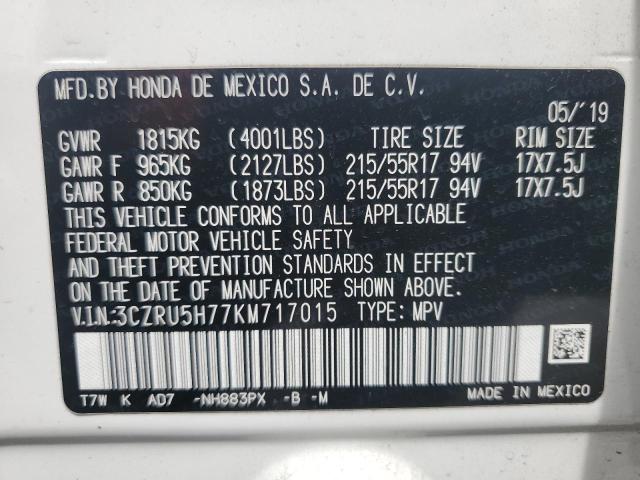 MFD.BY HONDA DE MEXICO S.A. DE C.V.
05/'19
GVWR 1815KG (4001LBS) TIRE SIZE RIM SIZE
GAWR F 965KG (2127LBS) 215/55R17 94V 17X7.5J
GAWR R 850KG (1873LBS) 215/55R17 94V 17X7.5J
THIS VEHICLE CONFORMS TO ALL APPLICABLE
FEDERAL MOTOR VEHICLE SAFETY
AND THEFT PREVENTION STANDARDS IN EFFECT
ON THE DATE OF MANUFACTURE SHOWN ABOVE.
V.I.N:3CZRU5H77KM717015 TYPE: MPV
T7W K AD7 -NH883PX -B -M MADE IN MEXICO